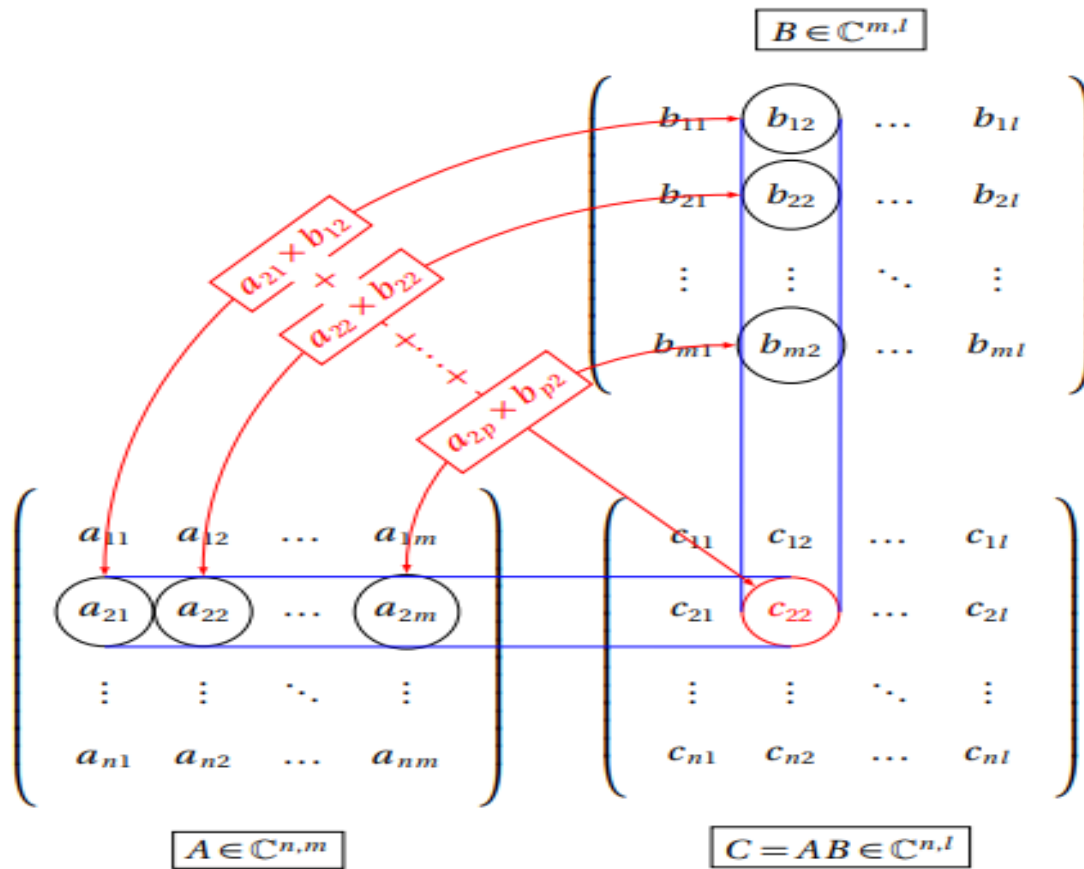 B ∈ ℂ^{m,l}
b₁₁ b₁₂ … b₁ₗ
b₂₁ b₂₂ … b₂ₗ
⋮ ⋮ ⋱ ⋮
bₘ₁ bₘ₂ … bₘₗ
a₂₁ × b₁₂
+
a₂₂ × b₂₂
+…+
a₂ₚ × bₚ₂
a₁₁ a₁₂ … a₁ₘ
a₂₁ a₂₂ … a₂ₘ
⋮ ⋮ ⋱ ⋮
aₙ₁ aₙ₂ … aₙₘ
c₁₁ c₁₂ … c₁ₗ
c₂₁ c₂₂ … c₂ₗ
⋮ ⋮ ⋱ ⋮
cₙ₁ cₙ₂ … cₙₗ
A ∈ ℂ^{n,m}
C = AB ∈ ℂ^{n,l}